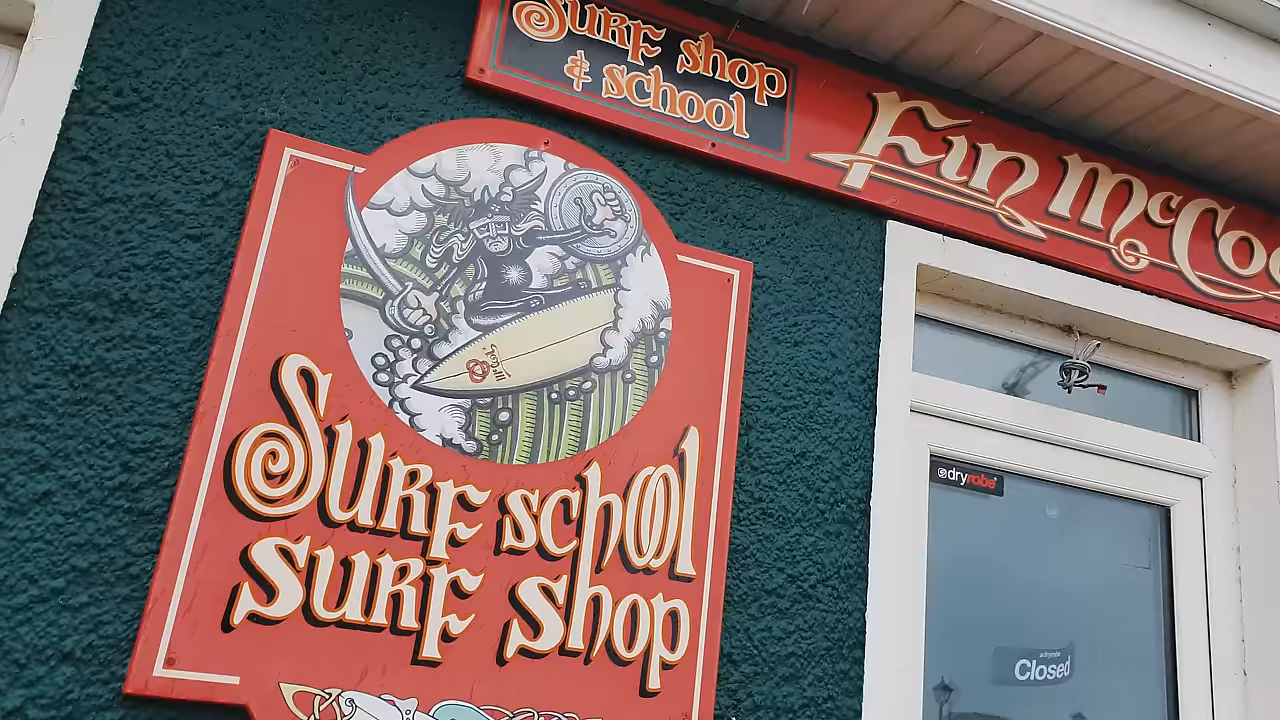 Surf shop
& school
Fin McCo
Surf school
surf shop
dryrobe
Closed